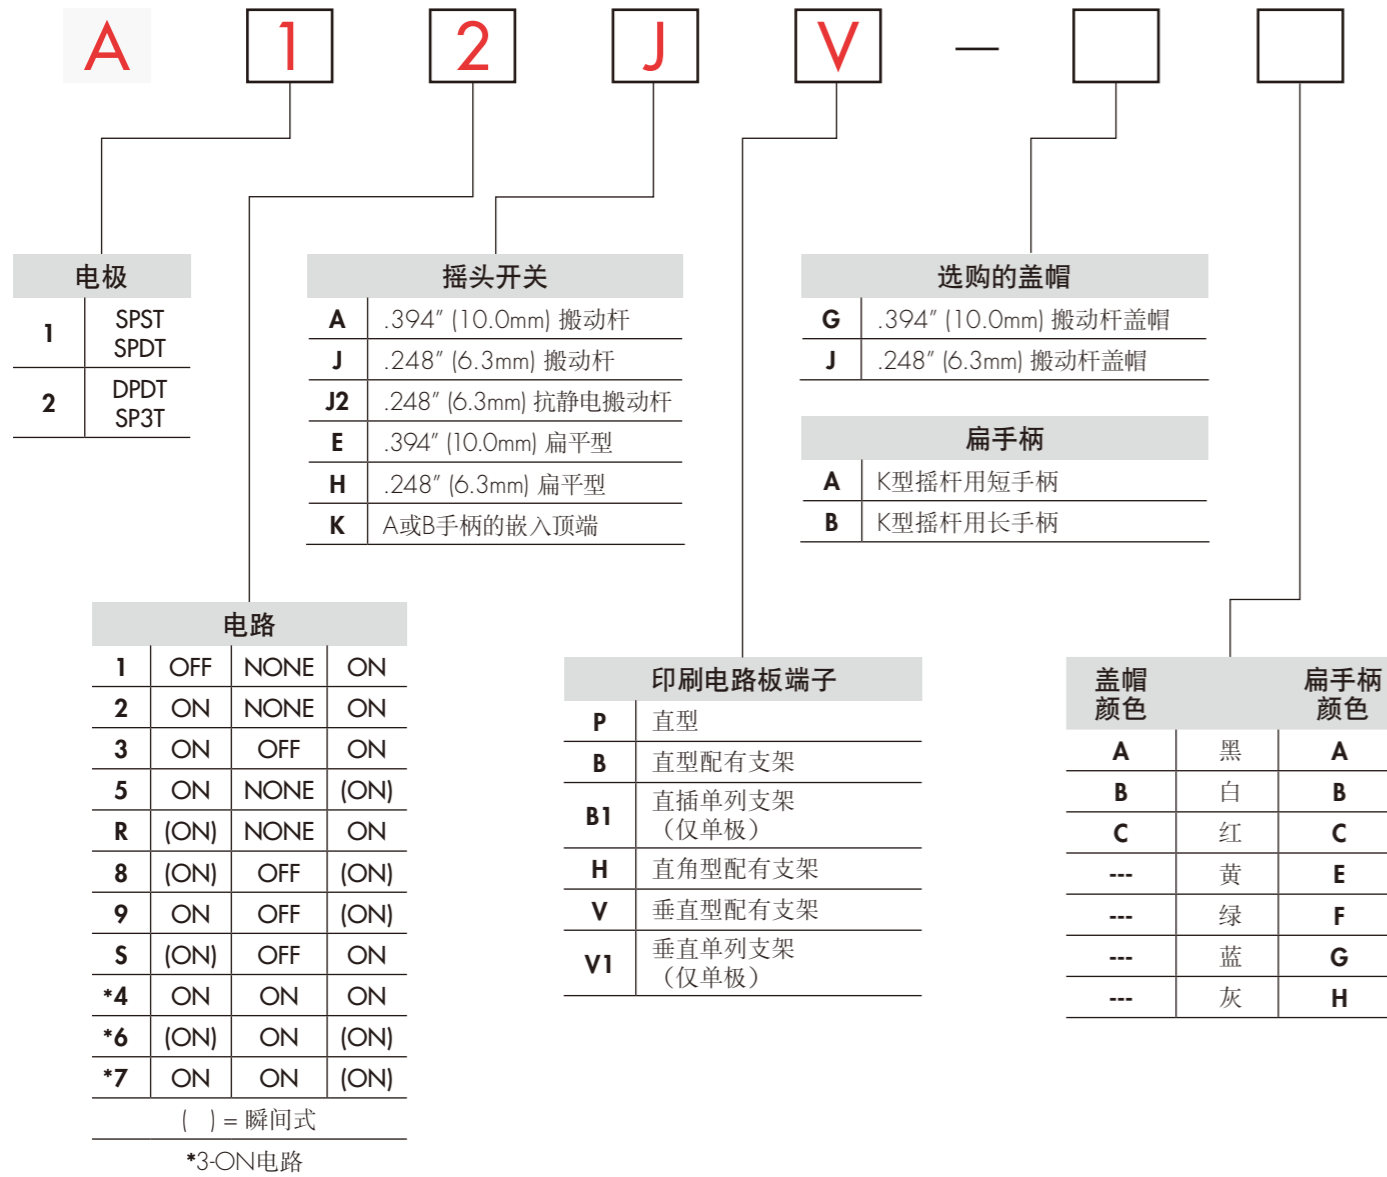 A 1 2 J V —
电极
1 SPST SPDT
2 DPDT SP3T
摇头开关
A .394" (10.0mm) 搬动杆
J .248" (6.3mm) 搬动杆
J2 .248" (6.3mm) 抗静电搬动杆
E .394" (10.0mm) 扁平型
H .248" (6.3mm) 扁平型
K A或B手柄的嵌入顶端
选购的盖帽
G .394" (10.0mm) 搬动杆盖帽
J .248" (6.3mm) 搬动杆盖帽
扁手柄
A K型摇杆用短手柄
B K型摇杆用长手柄
电路
1 OFF NONE ON
2 ON NONE ON
3 ON OFF ON
5 ON NONE (ON)
R (ON) NONE ON
8 (ON) OFF (ON)
9 ON OFF (ON)
S (ON) OFF ON
*4 ON ON ON
*6 (ON) ON (ON)
*7 ON ON (ON)
( ) = 瞬间式
*3-ON电路
印刷电路板端子
P 直型
B 直型配有支架
B1 直插单列支架
（仅单极）
H 直角型配有支架
V 垂直型配有支架
V1 垂直单列支架
（仅单极）
盖帽 扁手柄
颜色 颜色
A 黑 A
B 白 B
C 红 C
--- 黄 E
--- 绿 F
--- 蓝 G
--- 灰 H